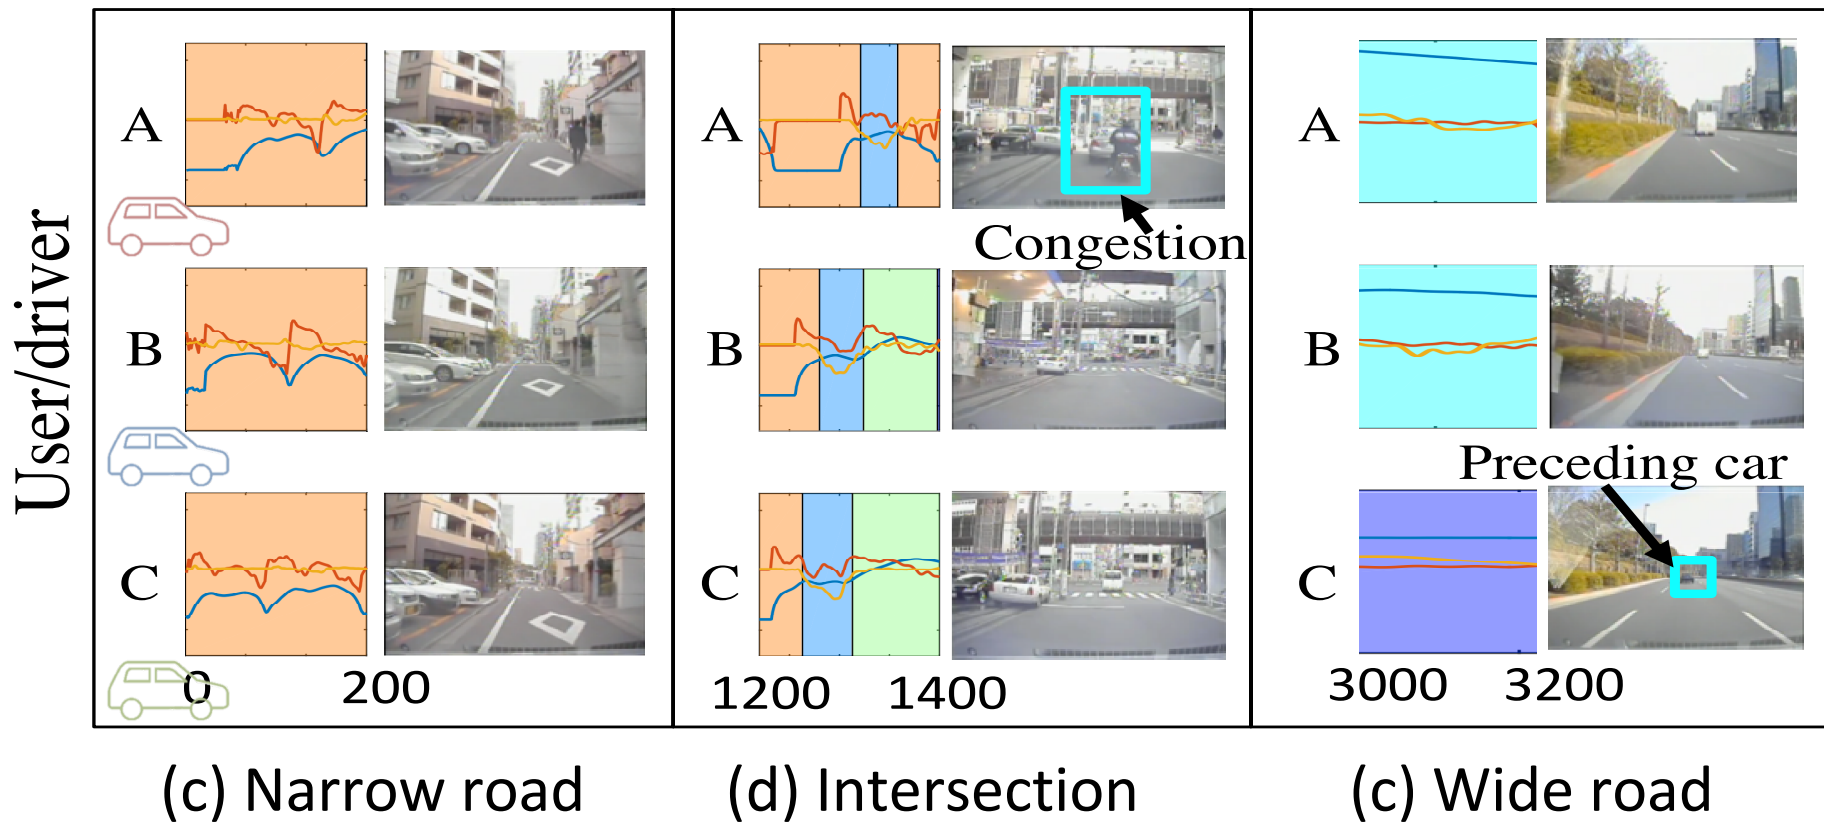 User/driver
A
B
C
0 200
A
Congestion
B
C
1200 1400
A
B
Preceding car
C
3000 3200
(c) Narrow road
(d) Intersection
(c) Wide road